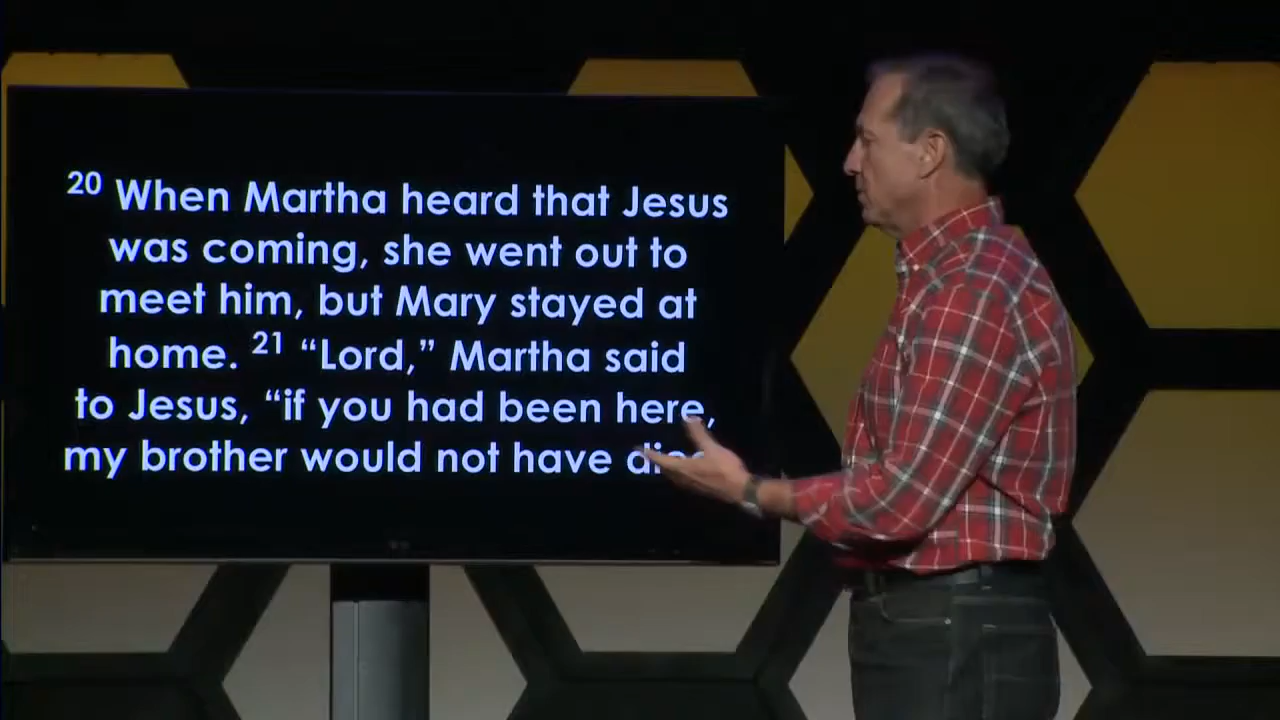 20 When Martha heard that Jesus
was coming, she went out to
meet him, but Mary stayed at
home. 21 “Lord,” Martha said
to Jesus, “if you had been here,
my brother would not have